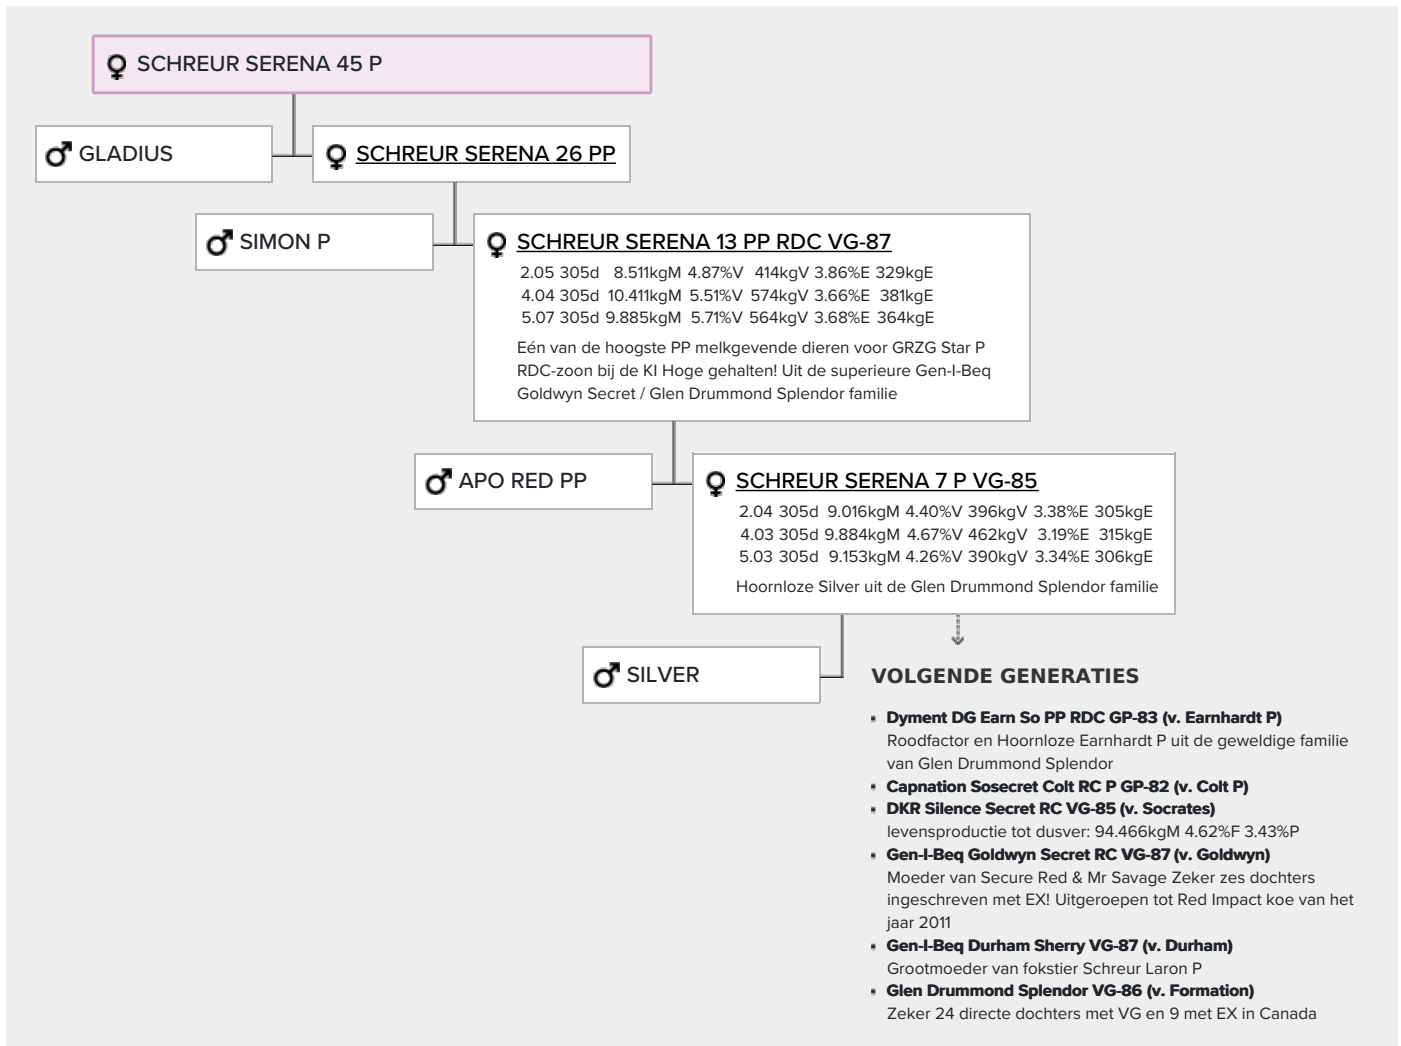 SCHREUR SERENA 45 P
GLADIUS
SCHREUR SERENA 26 PP
SIMON P
SCHREUR SERENA 13 PP RDC VG-87
2.05 305d 8.511kgM 4.87%V 414kgV 3.86%E 329kgE
4.04 305d 10.411kgM 5.51%V 574kgV 3.66%E 381kgE
5.07 305d 9.885kgM 5.71%V 564kgV 3.68%E 364kgE
Eén van de hoogste PP melkgevende dieren voor GRZG Star P
RDC-zoon bij de KI Hoge gehalten! Uit de superieure Gen-I-Beq
Goldwyn Secret / Glen Drummond Splendor familie
APO RED PP
SCHREUR SERENA 7 P VG-85
2.04 305d 9.016kgM 4.40%V 396kgV 3.38%E 305kgE
4.03 305d 9.884kgM 4.67%V 462kgV 3.19%E 315kgE
5.03 305d 9.153kgM 4.26%V 390kgV 3.34%E 306kgE
Hoornloze Silver uit de Glen Drummond Splendor familie
SILVER
VOLGENDE GENERATIES
Dyment DG Earn So PP RDC GP-83 (v. Earnhardt P)
Roodfactor en Hoornloze Earnhardt P uit de geweldige familie
van Glen Drummond Splendor
Capnation Sosecret Colt RC P GP-82 (v. Colt P)
DKR Silence Secret RC VG-85 (v. Socrates)
levensproductie tot dusver: 94.466kgM 4.62%F 3.43%P
Gen-I-Beq Goldwyn Secret RC VG-87 (v. Goldwyn)
Moeder van Secure Red & Mr Savage Zeker zes dochters
ingeschreven met EX! Uitgeroepen tot Red Impact koe van het
jaar 2011
Gen-I-Beq Durham Sherry VG-87 (v. Durham)
Grootmoeder van fokstier Schreur Laron P
Glen Drummond Splendor VG-86 (v. Formation)
Zeker 24 directe dochters met VG en 9 met EX in Canada